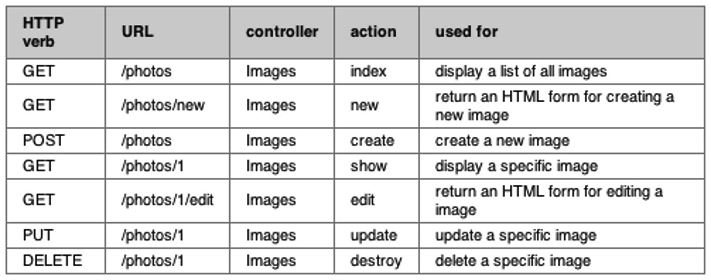 HTTP verb URL controller action used for
GET /photos Images index display a list of all images
GET /photos/new Images new return an HTML form for creating a new image
POST /photos Images create create a new image
GET /photos/1 Images show display a specific image
GET /photos/1/edit Images edit return an HTML form for editing a image
PUT /photos/1 Images update update a specific image
DELETE /photos/1 Images destroy delete a specific image